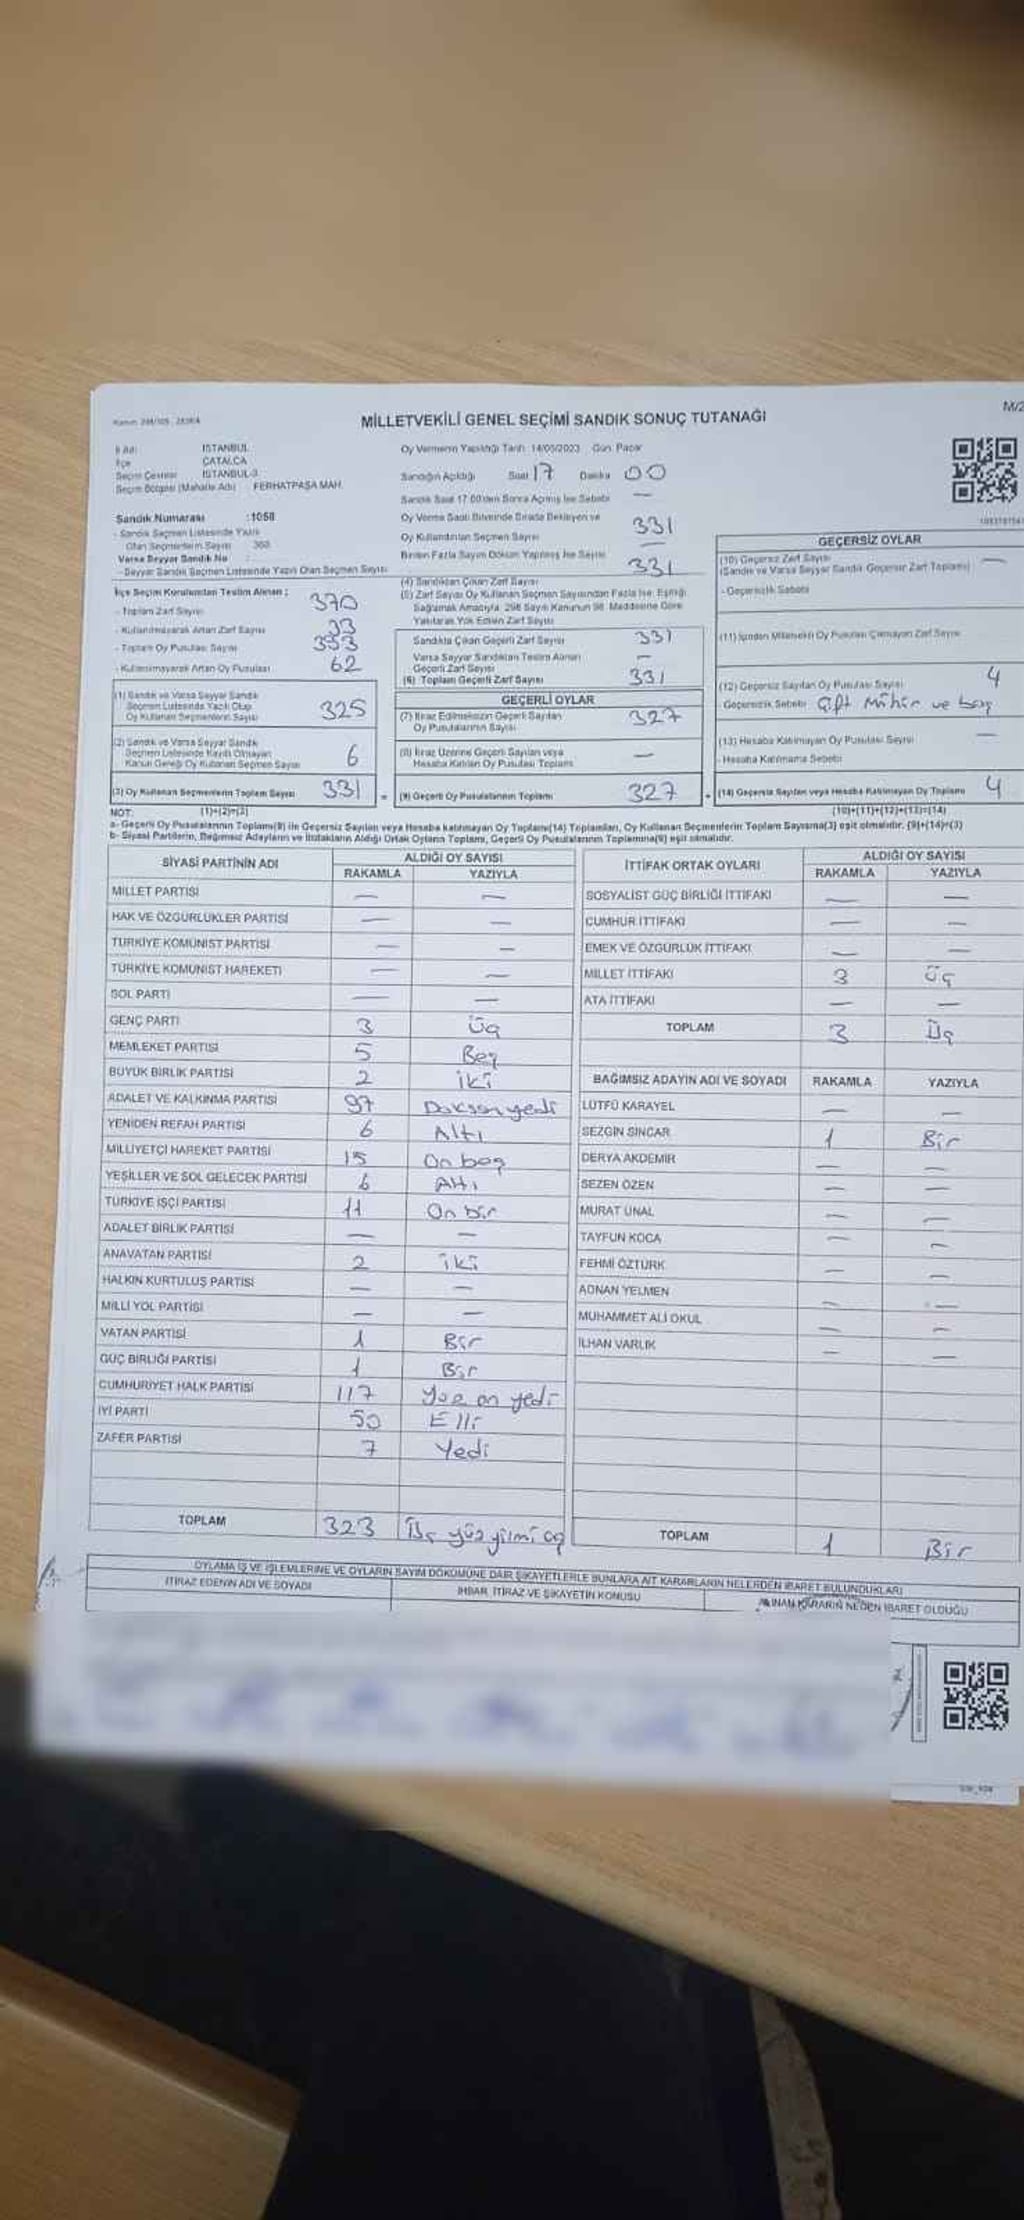 MİLLETVEKİLİ GENEL SEÇİMİ SANDIK SONUÇ TUTANAĞI
İl Adı : İSTANBUL
İlçe : ÇATALCA
Seçim Çevresi : İSTANBUL-3
Seçim Bölgesi (Mahalle Adı) : FERHATPAŞA MAH.
Oy Vermenin Yapıldığı Tarih: 14/05/2023 Gün: Pazar
Sandığın Açıldığı Saat 17 Dakika 00
Sandık Saat 17:00'den Sonra Açılmış İse Sebebi —
Sandık Numarası :1058
- Sandık Seçmen Listesinde Yazılı Olan Seçmenlerin Sayısı 360
Varsa Seyyar Sandık No :
- Seyyar Sandık Seçmen Listesinde Yazılı Olan Seçmen Sayısı
Oy Kullandırılan Seçmen Sayısı 331
Birden Fazla Sayım Döküm Yapılmış İse Sayısı —
(4) Sandıktan Çıkan Zarf Sayısı 331
(5) Zarf Sayısı Oy Kullanan Seçmen Sayısından Fazla İse; Eşitliği Sağlamak Amacıyla, 298 Sayılı Kanunun 98. Maddesine Göre Yakılarak Yok Edilen Zarf Sayısı
İlçe Seçim Kurulundan Teslim Alınan :
- Toplam Zarf Sayısı 370
- Kullanılmayarak Artan Zarf Sayısı 33
- Toplam Oy Pusulası Sayısı 393
- Kullanılmayarak Artan Oy Pusulası 62
Sandıkta Çıkan Geçerli Zarf Sayısı 331
Varsa Seyyar Sandıktan Teslim Alınan Geçerli Zarf Sayısı —
(6) Toplam Geçerli Zarf Sayısı 331
(1) Sandık ve Varsa Seyyar Sandık Seçmen Listesinde Yazılı Olup Oy Kullanan Seçmenlerin Sayısı 325
(2) Sandık ve Varsa Seyyar Sandık Seçmen Listesinde Kayıtlı Olmayan Kanun Gereği Oy Kullanan Seçmen Sayısı 6
(3) Oy Kullanan Seçmenlerin Toplam Sayısı 331
GEÇERLİ OYLAR
(7) İtiraz Edilmeksizin Geçerli Sayılan Oy Pusulalarının Sayısı 327
(8) İtiraz Üzerine Geçerli Sayılan veya Hesaba Katılan Oy Pusulası Toplamı —
(9) Geçerli Oy Pusulalarının Toplamı 327
GEÇERSİZ OYLAR
(10) Geçersiz Zarf Sayısı —
(Sandık ve Varsa Seyyar Sandık Geçersiz Zarf Toplamı)
- Geçersizlik Sebebi
(11) İçinden Milletvekili Oy Pusulası Çıkmayan Zarf Sayısı
(12) Geçersiz Sayılan Oy Pusulası Sayısı 4
Geçersizlik Sebebi Çift Mühür ve boş
(13) Hesaba Katılmayan Oy Pusulası Sayısı —
- Hesaba Katılmama Sebebi
(14) Geçersiz Sayılan veya Hesaba Katılmayan Oy Toplamı 4
NOT: (1)+(2)=(3) (10)+(11)+(12)+(13)=(14)
a- Geçerli Oy Pusulalarının Toplamı(9) ile Geçersiz Sayılan veya Hesaba katılmayan Oy Toplamı(14) Toplamları, Oy Kullanan Seçmenlerin Toplam Sayısına(3) eşit olmalıdır. (9)+(14)=(3)
b- Siyasi Partilerin, Bağımsız Adayların ve İttifakların Aldığı Ortak Oyların Toplamı, Geçerli Oy Pusulalarının Toplamına(9) eşit olmalıdır.
SİYASİ PARTİNİN ADI ALDIĞI OY SAYISI
RAKAMLA YAZIYLA
MİLLET PARTİSİ — —
HAK VE ÖZGÜRLÜKLER PARTİSİ — —
TÜRKİYE KOMÜNİST PARTİSİ — —
TÜRKİYE KOMÜNİST HAREKETİ — —
SOL PARTİ — —
GENÇ PARTİ 3 Üç
MEMLEKET PARTİSİ 5 Beş
BÜYÜK BİRLİK PARTİSİ 2 İki
ADALET VE KALKINMA PARTİSİ 97 Doksan yedi
YENİDEN REFAH PARTİSİ 6 Altı
MİLLİYETÇİ HAREKET PARTİSİ 15 On beş
YEŞİLLER VE SOL GELECEK PARTİSİ 6 Altı
TÜRKİYE İŞÇİ PARTİSİ 11 On bir
ADALET BİRLİK PARTİSİ — —
ANAVATAN PARTİSİ 2 iki
HALKIN KURTULUŞ PARTİSİ — —
MİLLİ YOL PARTİSİ — —
VATAN PARTİSİ 1 Bir
GÜÇ BİRLİĞİ PARTİSİ 1 Bir
CUMHURİYET HALK PARTİSİ 117 Yüz on yedi
İYİ PARTİ 50 Elli
ZAFER PARTİSİ 7 Yedi
TOPLAM 323 Üç yüz yirmi üç
İTTİFAK ORTAK OYLARI ALDIĞI OY SAYISI
RAKAMLA YAZIYLA
SOSYALİST GÜÇ BİRLİĞİ İTTİFAKI — —
CUMHUR İTTİFAKI — —
EMEK VE ÖZGÜRLÜK İTTİFAKI — —
MİLLET İTTİFAKI 3 Üç
ATA İTTİFAKI — —
TOPLAM 3 Üç
BAĞIMSIZ ADAYIN ADI VE SOYADI RAKAMLA YAZIYLA
LÜTFÜ KARAYEL — —
SEZGİN SİNCAR 1 Bir
DERYA AKDEMİR — —
SEZEN ÖZEN — —
MURAT ÜNAL — —
TAYFUN KOCA — —
FEHMİ ÖZTÜRK — —
ADNAN YELMEN — —
MUHAMMET ALİ OKUL — —
İLHAN VARLIK — —
TOPLAM 1 Bir
OYLAMA İŞ VE İŞLEMLERİNE VE OYLARIN SAYIM DÖKÜMÜNE DAİR ŞİKAYETLERLE BUNLARA AİT KARARLARIN NELERDEN İBARET BULUNDUKLARI
İTİRAZ EDENİN ADI VE SOYADI
İHBAR, İTİRAZ VE ŞİKAYETİN KONUSU
ALINAN KARARIN NEDEN İBARET OLDUĞU